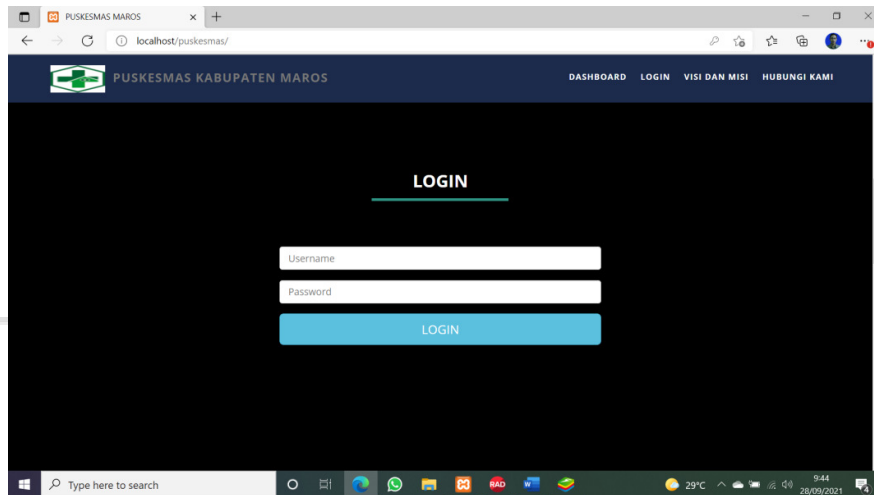 PUSKESMAS MAROS
localhost/puskesmas/
PUSKESMAS KABUPATEN MAROS
DASHBOARD LOGIN VISI DAN MISI HUBUNGI KAMI
LOGIN
Username
Password
LOGIN
Type here to search
RAD
W
29°C
9:44
28/09/2021
4